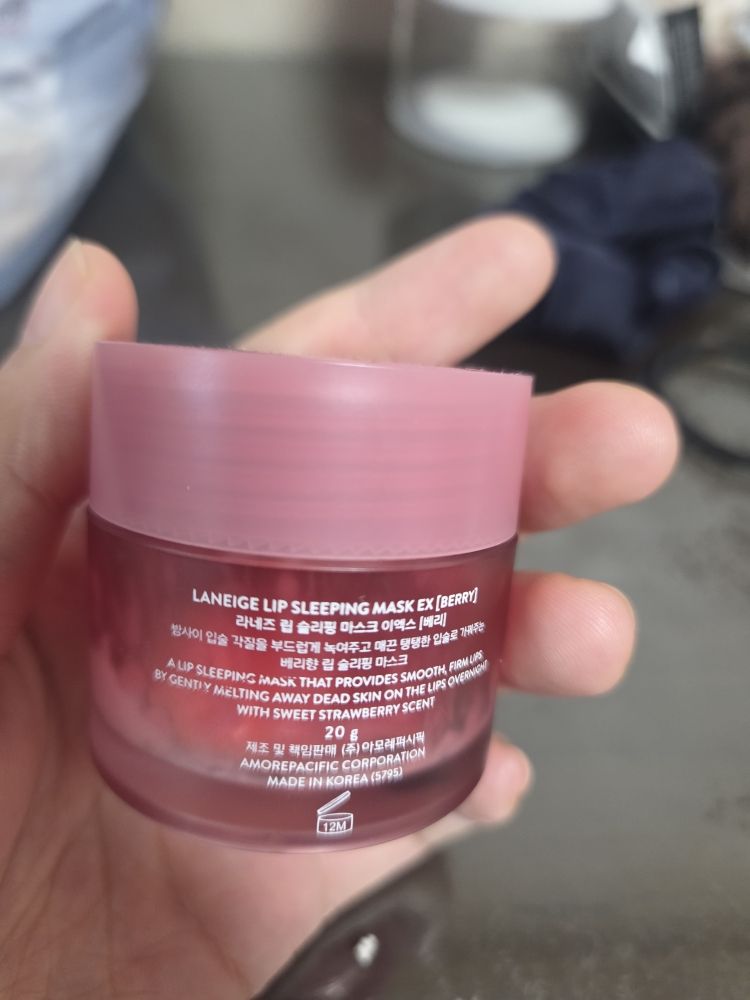 LANEIGE LIP SLEEPING MASK EX [BERRY]
라네즈 립 슬리핑 마스크 이엑스 [베리]
밤사이 입술 각질을 부드럽게 녹여주고 매끈 탱탱한 입술로 가꿔주는
베리향 립 슬리핑 마스크
A LIP SLEEPING MASK THAT PROVIDES SMOOTH, FIRM LIPS
BY GENTLY MELTING AWAY DEAD SKIN ON THE LIPS OVERNIGHT
WITH SWEET STRAWBERRY SCENT
20 g
제조 및 책임판매 (주)아모레퍼시픽
AMOREPACIFIC CORPORATION
MADE IN KOREA (5795)
12M